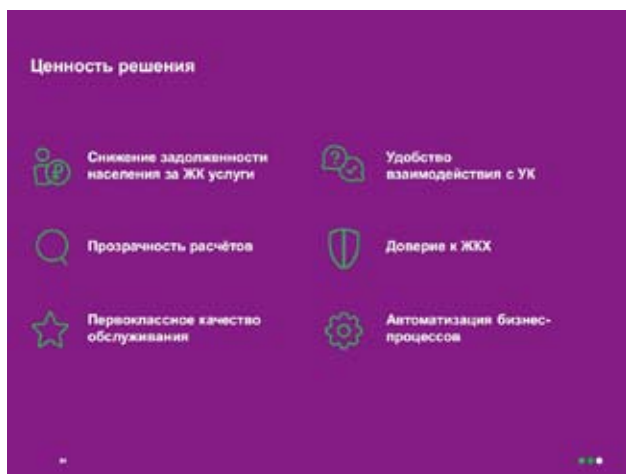 Ценность решения
Снижение задолженности
населения за ЖК услуги
Удобство
взаимодействия с УК
Прозрачность расчётов
Доверие к ЖКХ
Первоклассное качество
обслуживания
Автоматизация бизнес-
процессов